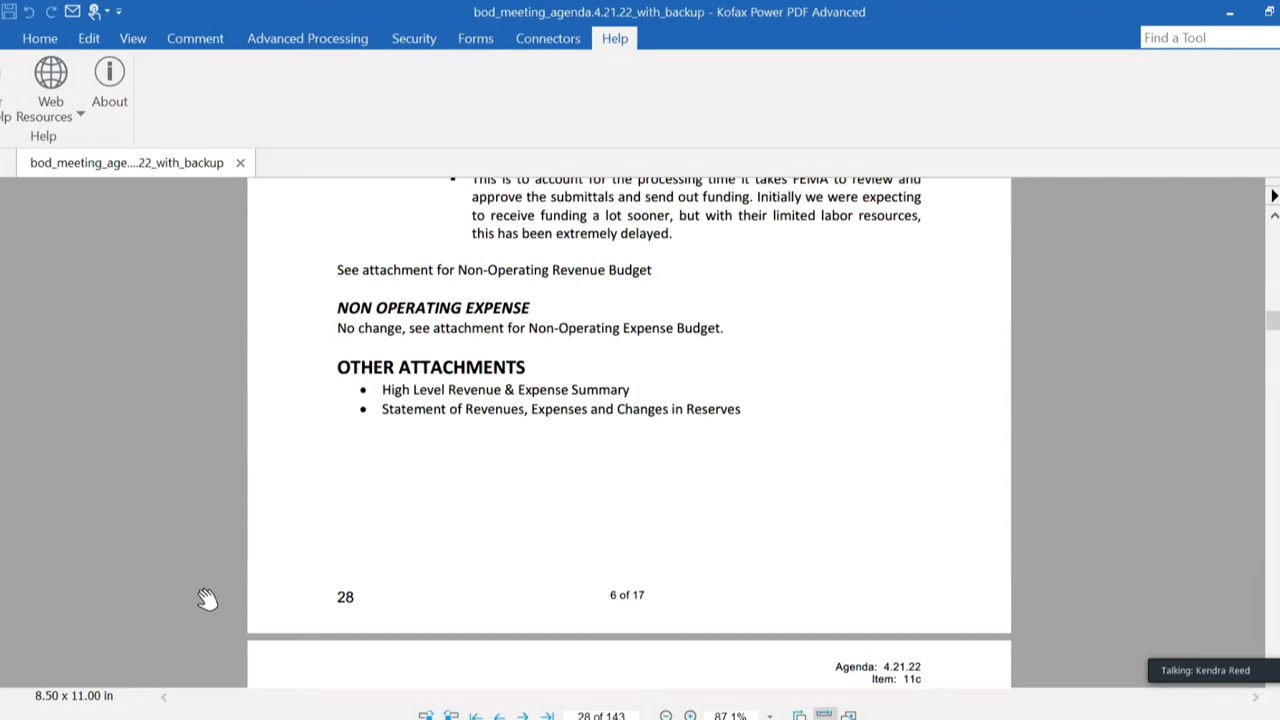 bod_meeting_agenda.4.21.22_with_backup - Kofax Power PDF Advanced
Home Edit View Comment Advanced Processing Security Forms Connectors Help
Find a Tool
Web About
Resources
Help
bod_meeting_age....22_with_backup
This is to account for the processing time it takes FEMA to review and
approve the submittals and send out funding. Initially we were expecting
to receive funding a lot sooner, but with their limited labor resources,
this has been extremely delayed.
See attachment for Non-Operating Revenue Budget
NON OPERATING EXPENSE
No change, see attachment for Non-Operating Expense Budget.
OTHER ATTACHMENTS
• High Level Revenue & Expense Summary
• Statement of Revenues, Expenses and Changes in Reserves
28 6 of 17
Agenda: 4.21.22
Item: 11c
Talking: Kendra Reed
8.50 x 11.00 in
28 of 143 87.1%